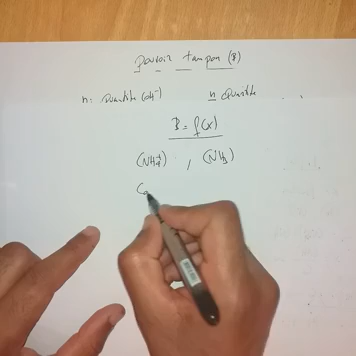 pouvoir tampon (β)
n = quantité (OH⁻) n quantité
β = f(x)
(NH₄⁺) , (NH₃)
C